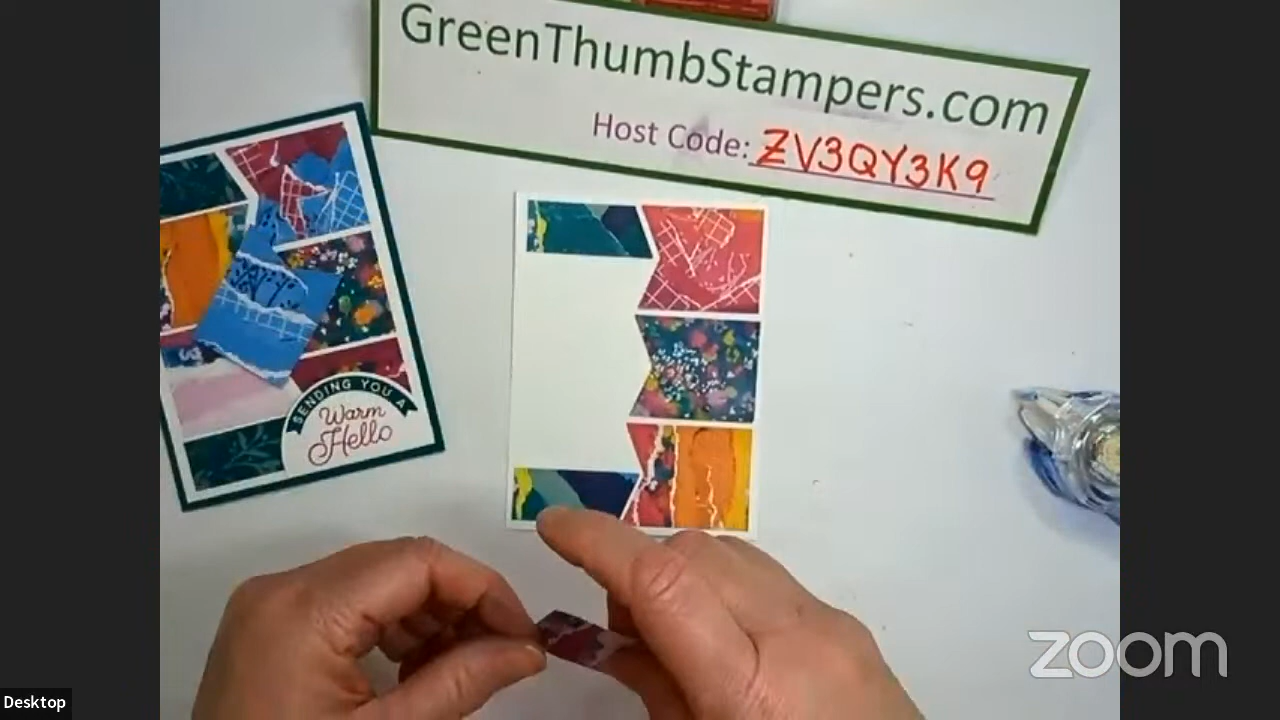 GreenThumbStampers.com
Host Code: ZV3QY3K9
SENDING YOU A
Warm
Hello
zoom
Desktop